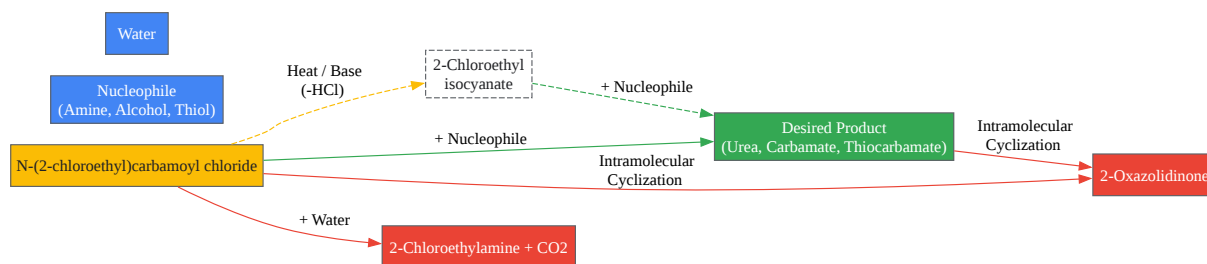 Water
Nucleophile
(Amine, Alcohol, Thiol)
N-(2-chloroethyl)carbamoyl chloride
Heat / Base
(-HCl)
2-Chloroethyl
isocyanate
+ Nucleophile
+ Nucleophile
Desired Product
(Urea, Carbamate, Thiocarbamate)
Intramolecular
Cyclization
Intramolecular
Cyclization
2-Oxazolidinone
+ Water
2-Chloroethylamine + CO2